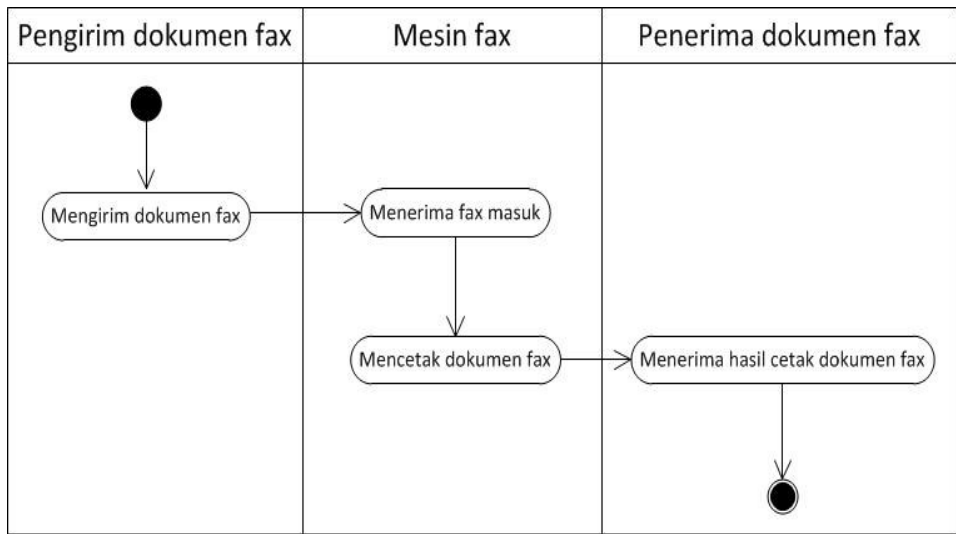 Pengirim dokumen fax
Mesin fax
Penerima dokumen fax
Mengirim dokumen fax
Menerima fax masuk
Mencetak dokumen fax
Menerima hasil cetak dokumen fax